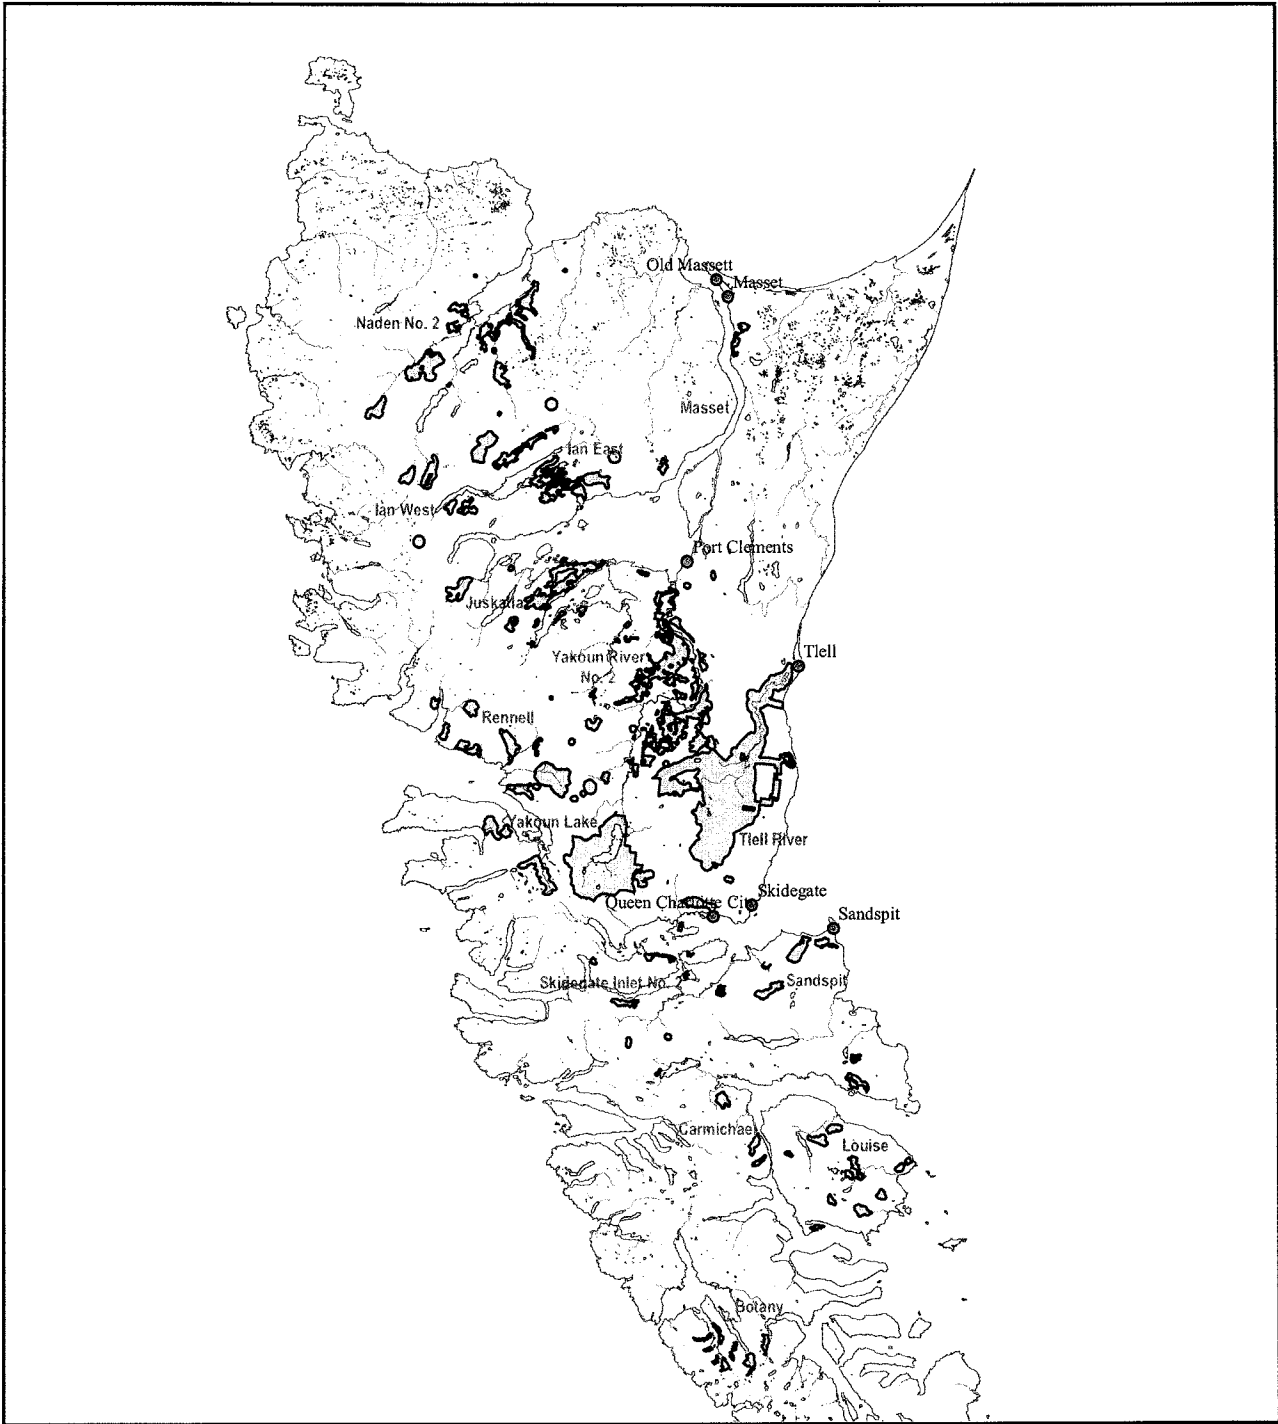 Old Massett
Masset
Naden No. 2
Masset
Ian East
Ian West
Port Clements
Juskatla
Yakoun River
No. 2
Tlell
Rennell
Yakoun Lake
Tlell River
Queen Charlotte City
Skidegate
Sandspit
Skidegate Inlet No. 2
Sandspit
Carmichael
Louise
Botany